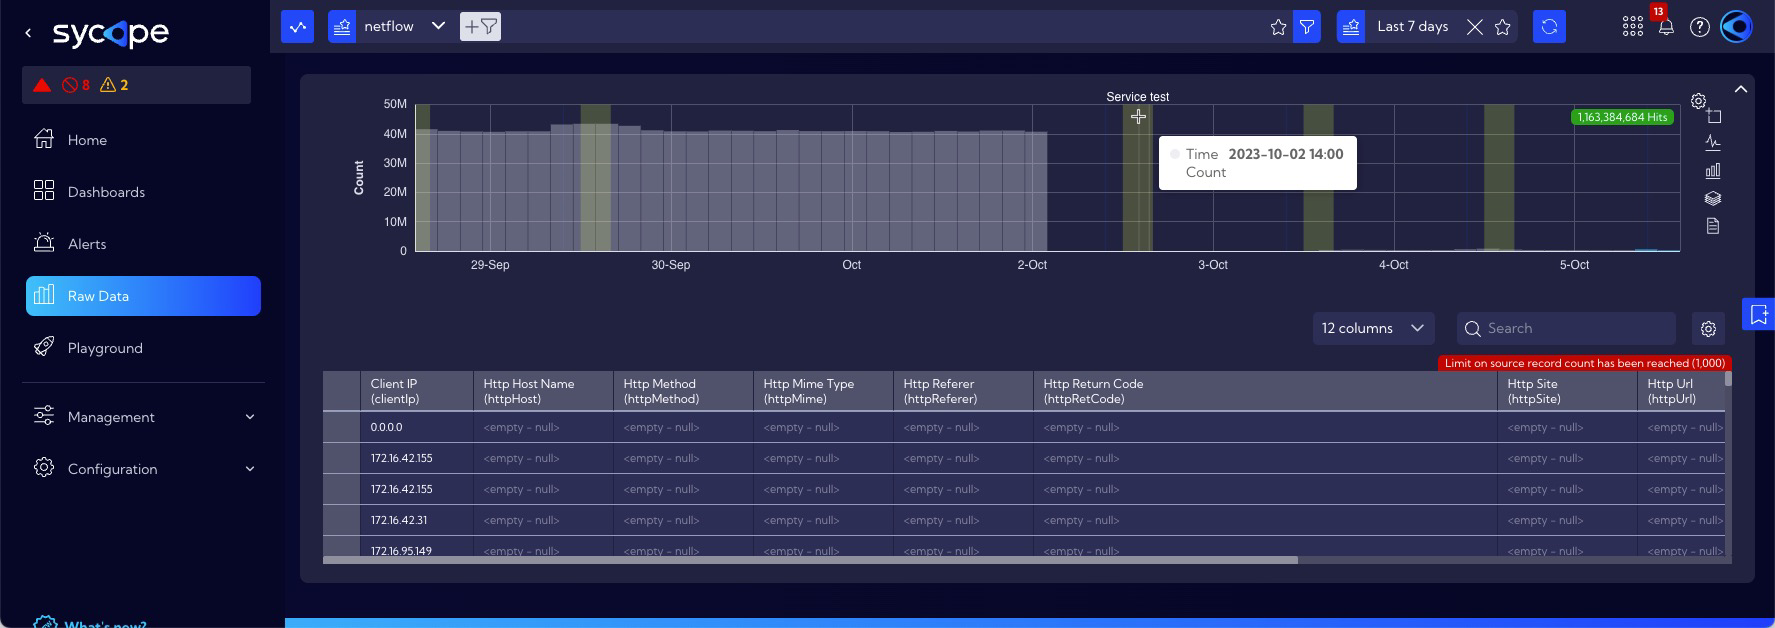 sycope
netflow
Last 7 days
13
8
2
Home
Dashboards
Alerts
Raw Data
Playground
Management
Configuration
What's new?
Service test
1,163,384,684 Hits
Count
50M
40M
30M
20M
10M
0
Time 2023-10-02 14:00
Count
29-Sep
30-Sep
Oct
2-Oct
3-Oct
4-Oct
5-Oct
12 columns
Search
Limit on source record count has been reached (1,000)
Client IP Http Host Name Http Method Http Mime Type Http Referer Http Return Code Http Site Http Url
(clientIp) (httpHost) (httpMethod) (httpMime) (httpReferer) (httpRetCode) (httpSite) (httpUrl)
0.0.0.0 <empty - null> <empty - null> <empty - null> <empty - null> <empty - null> <empty - null> <empty - null>
172.16.42.155 <empty - null> <empty - null> <empty - null> <empty - null> <empty - null> <empty - null> <empty - null>
172.16.42.155 <empty - null> <empty - null> <empty - null> <empty - null> <empty - null> <empty - null> <empty - null>
172.16.42.31 <empty - null> <empty - null> <empty - null> <empty - null> <empty - null> <empty - null> <empty - null>
172.16.95.149 <empty - null> <empty - null> <empty - null> <empty - null> <empty - null> <empty - null> <empty - null>